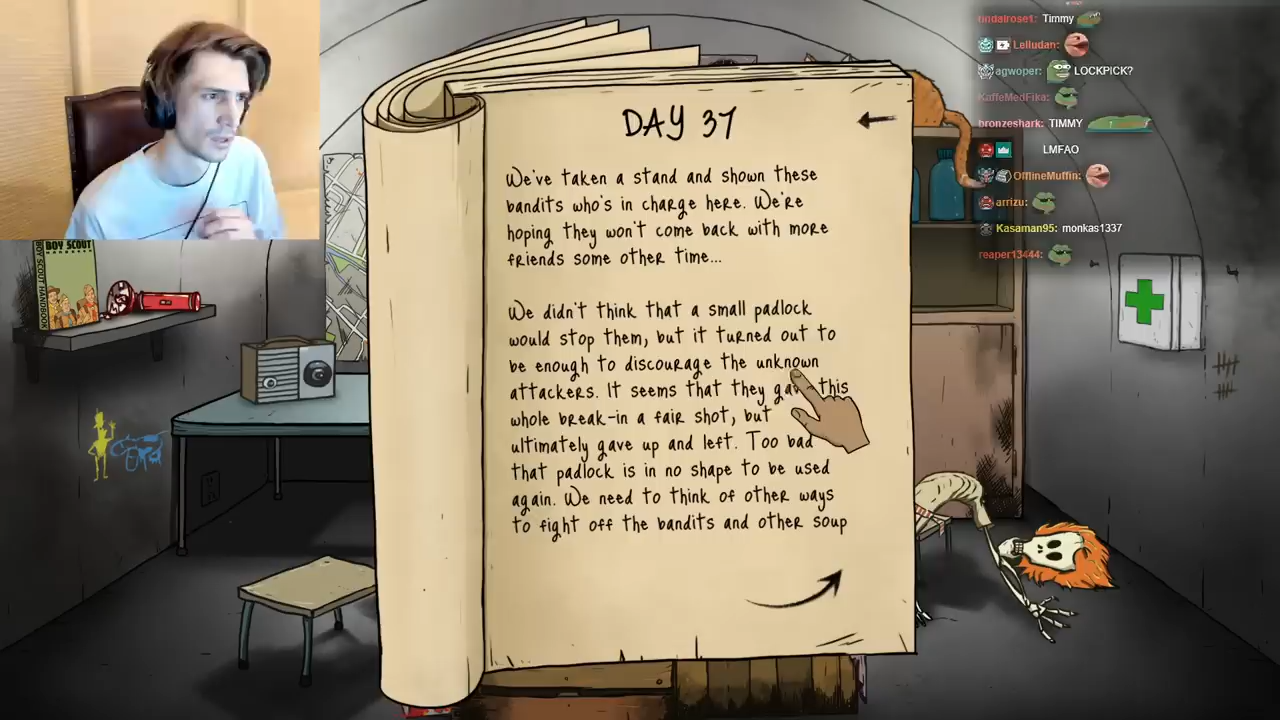 DAY 37
We've taken a stand and shown these
bandits who's in charge here. We're
hoping they won't come back with more
friends some other time...
We didn't think that a small padlock
would stop them, but it turned out to
be enough to discourage the unknown
attackers. It seems that they gave this
whole break-in a fair shot, but
ultimately gave up and left. Too bad
that padlock is in no shape to be used
again. We need to think of other ways
to fight off the bandits and other soup
BOY SCOUT
BOY SCOUT HANDBOOK
Timmy
Lelludan:
agwoper: LOCKPICK?
KaffeMedFika:
bronzeshark: TIMMY
LMFAO
OfflineMuffin:
arrizu:
Kasaman95: monkas1337
reaper13444: